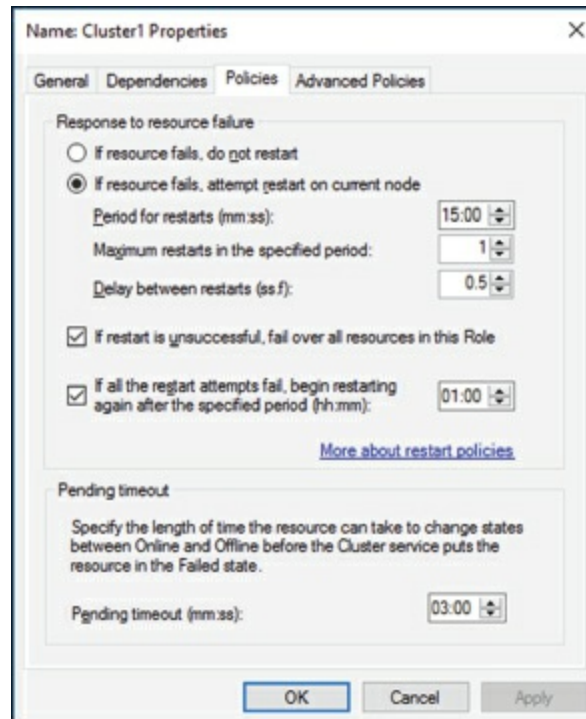 Name: Cluster1 Properties
General Dependencies Policies Advanced Policies
Response to resource failure
If resource fails, do not restart
If resource fails, attempt restart on current node
Period for restarts (mm:ss): 15:00
Maximum restarts in the specified period: 1
Delay between restarts (ss.f): 0.5
If restart is unsuccessful, fail over all resources in this Role
If all the restart attempts fail, begin restarting
again after the specified period (hh:mm): 01:00
More about restart policies
Pending timeout
Specify the length of time the resource can take to change states
between Online and Offline before the Cluster service puts the
resource in the Failed state.
Pending timeout (mm:ss): 03:00
OK Cancel Apply